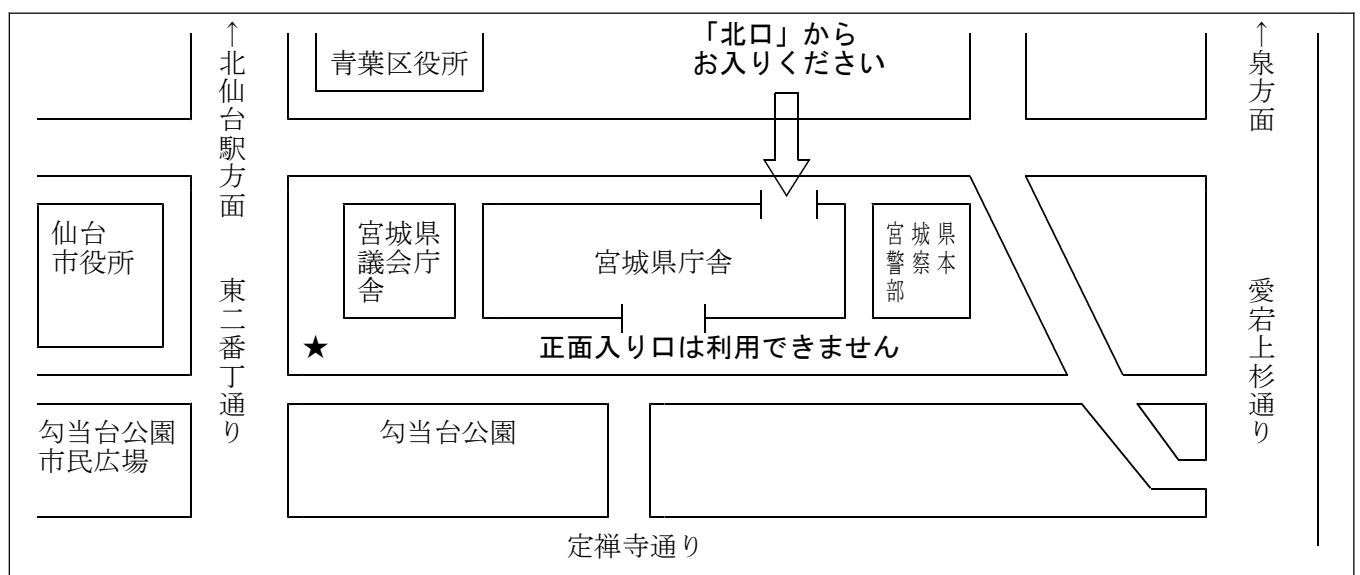 ↑北仙台駅方面
東二番丁通り
青葉区役所
「北口」から
お入りください
↑泉方面
愛宕上杉通り
仙台
市役所
宮城県
議会庁
舎
宮城県庁舎
宮城県
警察本
部
★
正面入り口は利用できません
勾当台公園
市民広場
勾当台公園
定禅寺通り